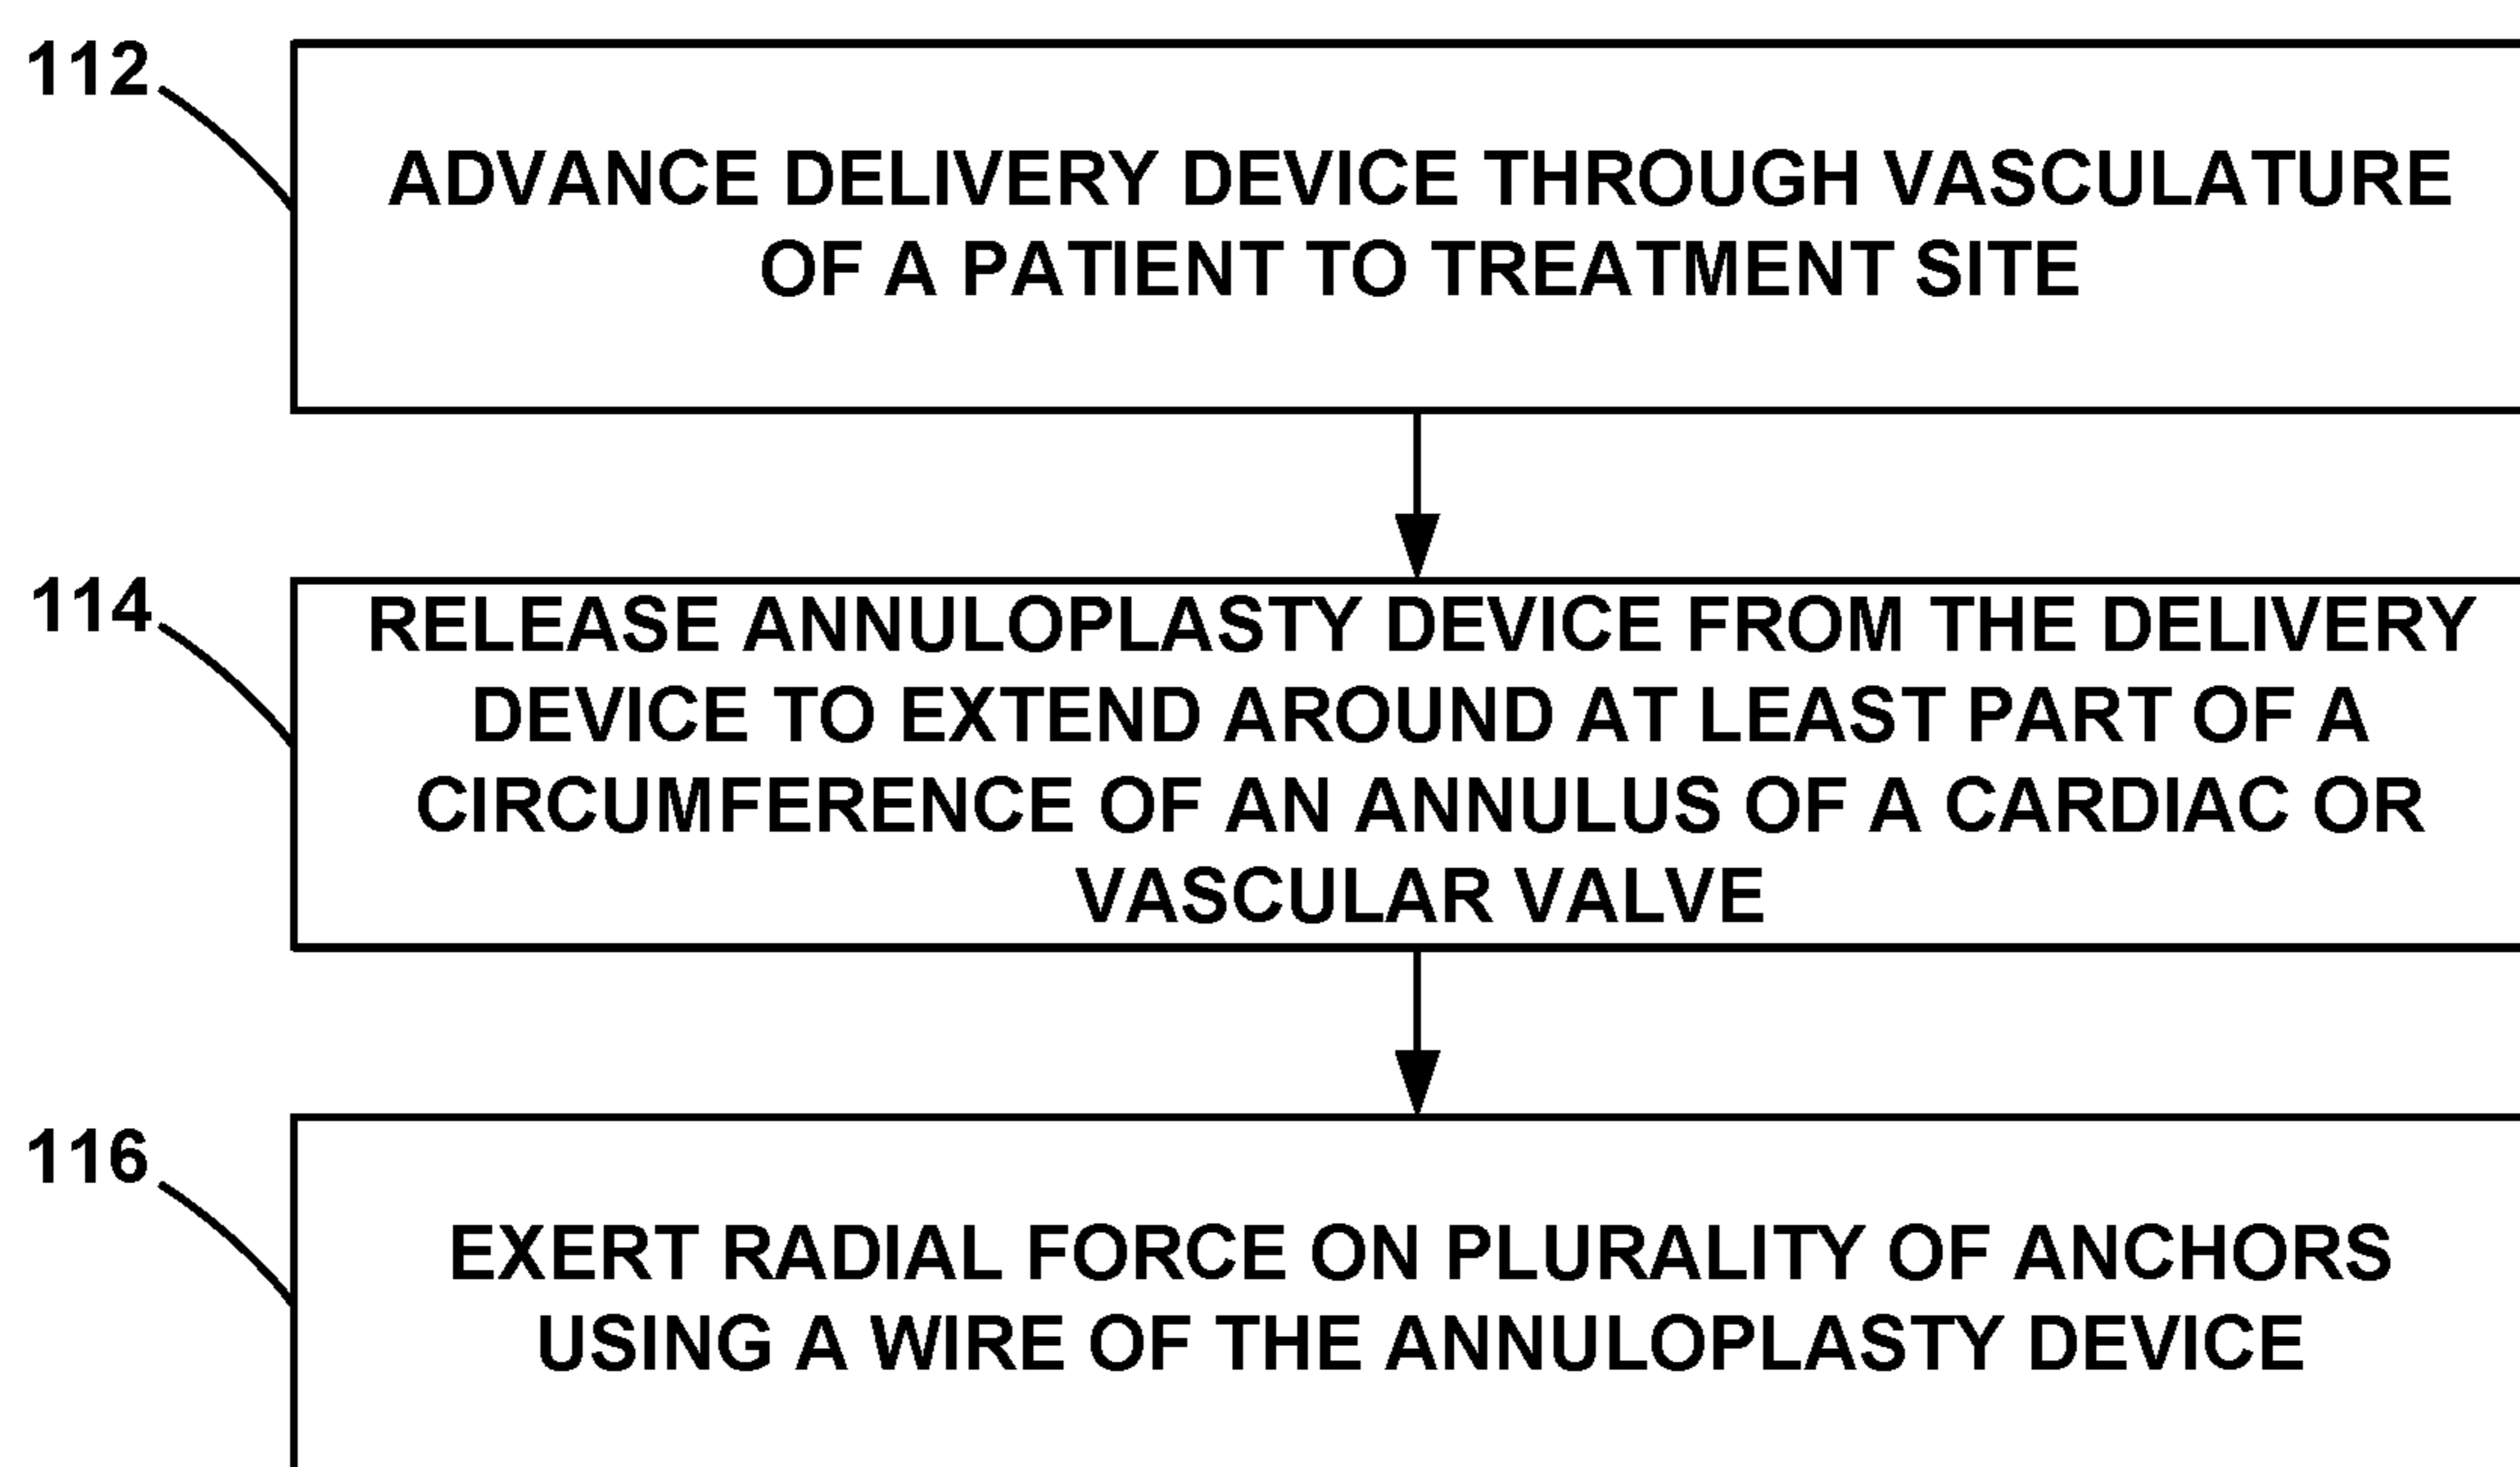 112
ADVANCE DELIVERY DEVICE THROUGH VASCULATURE
OF A PATIENT TO TREATMENT SITE
114
RELEASE ANNULOPLASTY DEVICE FROM THE DELIVERY
DEVICE TO EXTEND AROUND AT LEAST PART OF A
CIRCUMFERENCE OF AN ANNULUS OF A CARDIAC OR
VASCULAR VALVE
116
EXERT RADIAL FORCE ON PLURALITY OF ANCHORS
USING A WIRE OF THE ANNULOPLASTY DEVICE